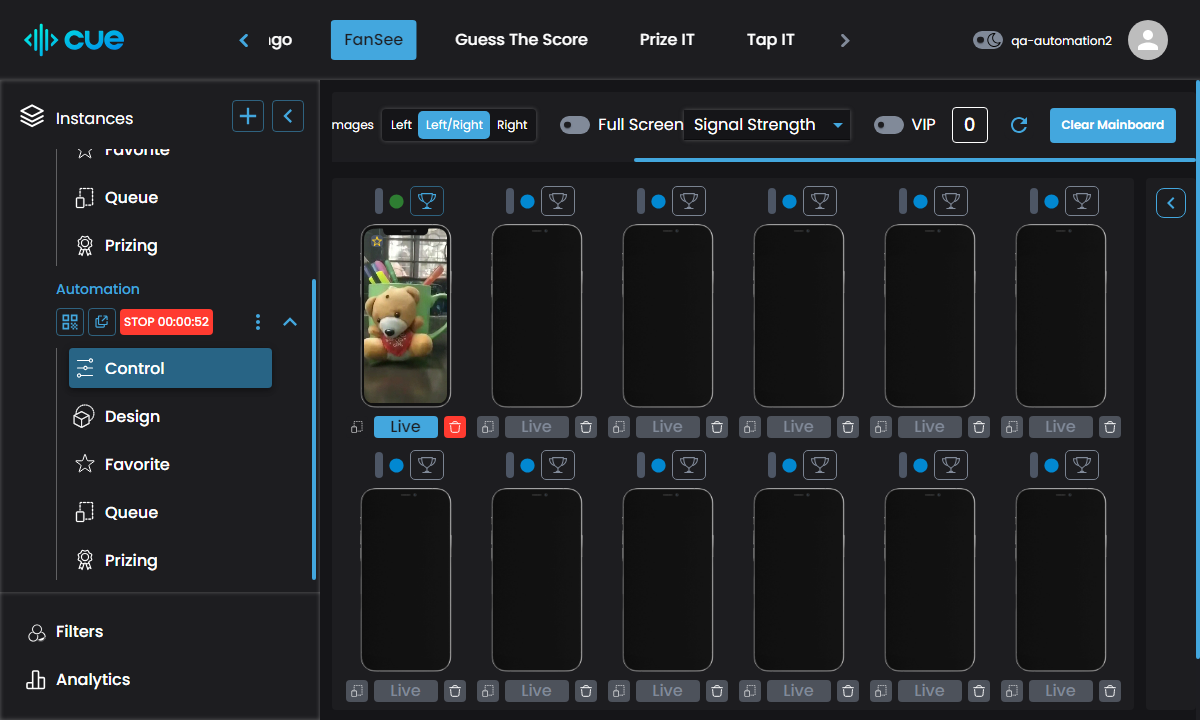 cue
ngo
FanSee
Guess The Score
Prize IT
Tap IT
qa-automation2
Instances
Favorite
Queue
Prizing
Automation
STOP 00:00:52
Control
Design
Favorite
Queue
Prizing
Filters
Analytics
mages
Left
Left/Right
Right
Full Screen
Signal Strength
VIP
0
Clear Mainboard
Live
Live
Live
Live
Live
Live
Live
Live
Live
Live
Live
Live